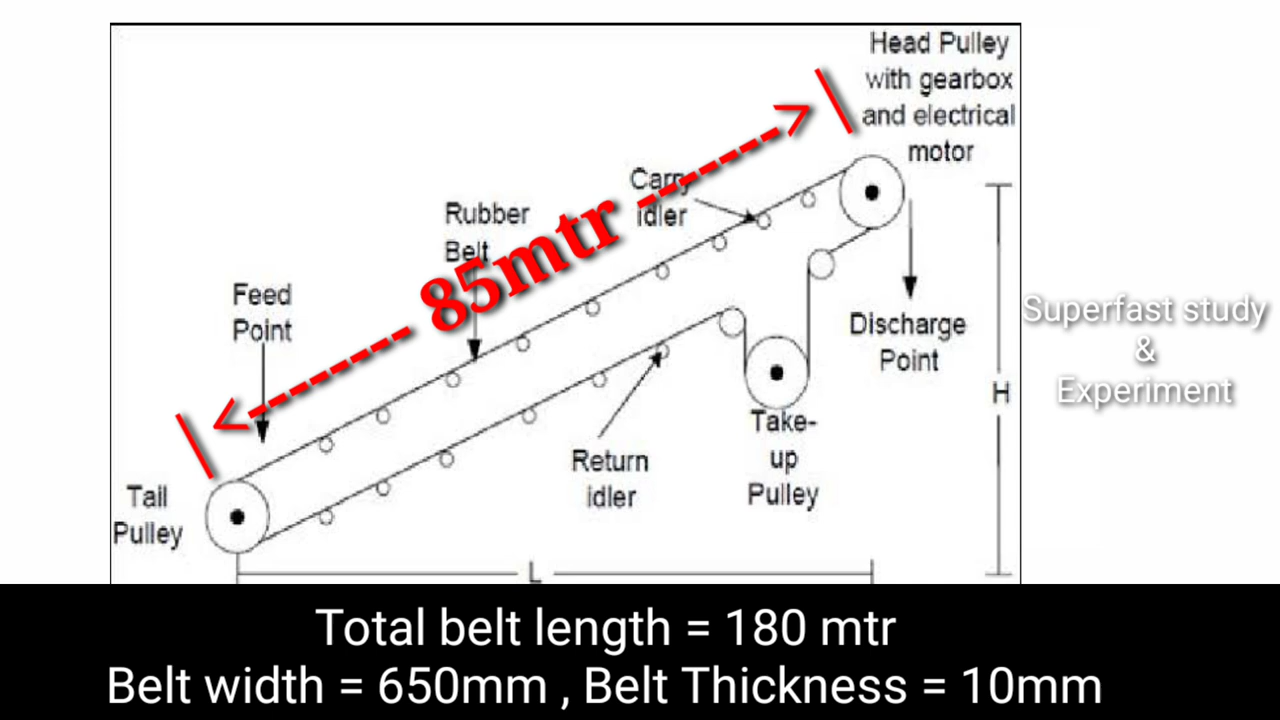 Head Pulley
with gearbox
and electrical
motor
Carry
idler
Rubber
Belt
85mtr
Feed
Point
Discharge
Point
Superfast study
&
Experiment
H
Take-
up
Pulley
Return
idler
Tail
Pulley
L
Total belt length = 180 mtr
Belt width = 650mm , Belt Thickness = 10mm